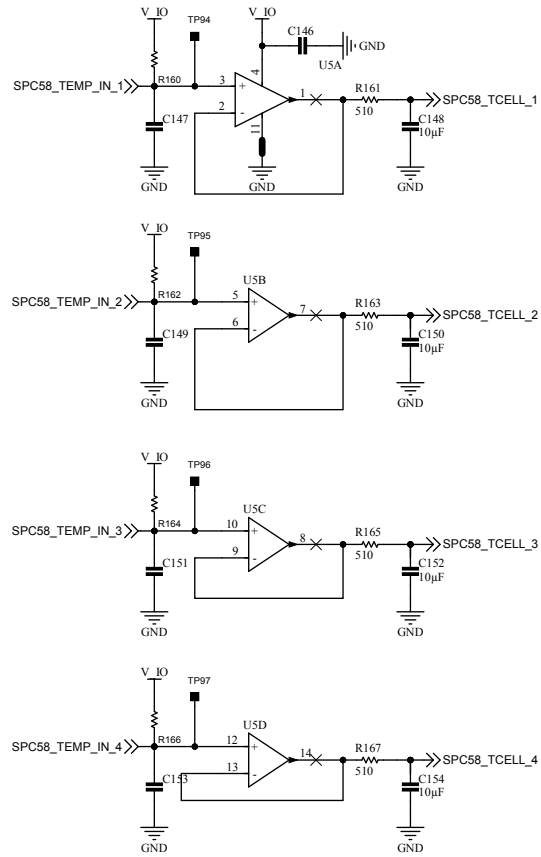 V_IO
TP94
V_IO
C146
GND
U5A
4
SPC58_TEMP_IN_1
R160
3
+
1
R161
SPC58_TCELL_1
2
-
510
C147
11
C148
10µF
GND
GND
GND
V_IO
TP95
U5B
SPC58_TEMP_IN_2
R162
5
+
7
R163
SPC58_TCELL_2
6
-
510
C149
C150
10µF
GND
GND
V_IO
TP96
U5C
SPC58_TEMP_IN_3
R164
10
+
8
R165
SPC58_TCELL_3
9
-
510
C151
C152
10µF
GND
GND
V_IO
TP97
U5D
SPC58_TEMP_IN_4
R166
12
+
14
R167
SPC58_TCELL_4
13
-
510
C153
C154
10µF
GND
GND